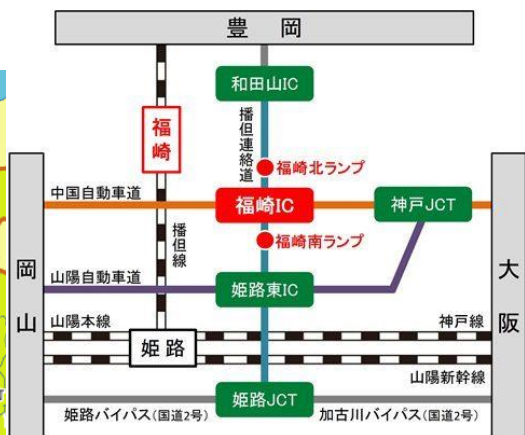 豊岡
和田山IC
播但連絡道
福崎
福崎北ランプ
中国自動車道
福崎IC
神戸JCT
播但線
福崎南ランプ
岡山
大阪
山陽自動車道
姫路東IC
山陽本線
神戸線
姫路
山陽新幹線
姫路JCT
姫路バイパス(国道2号)
加古川バイパス(国道2号)